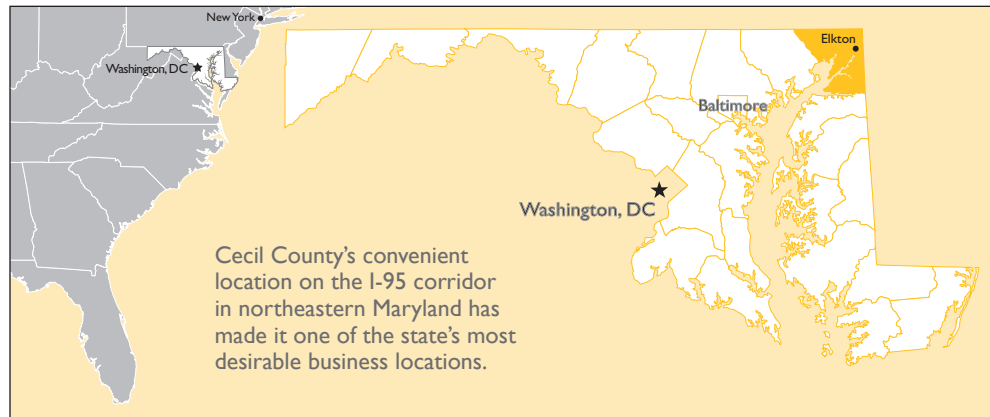 New York
Washington, DC
Elkton
Baltimore
Washington, DC
Cecil County’s convenient
location on the I-95 corridor
in northeastern Maryland has
made it one of the state’s most
desirable business locations.